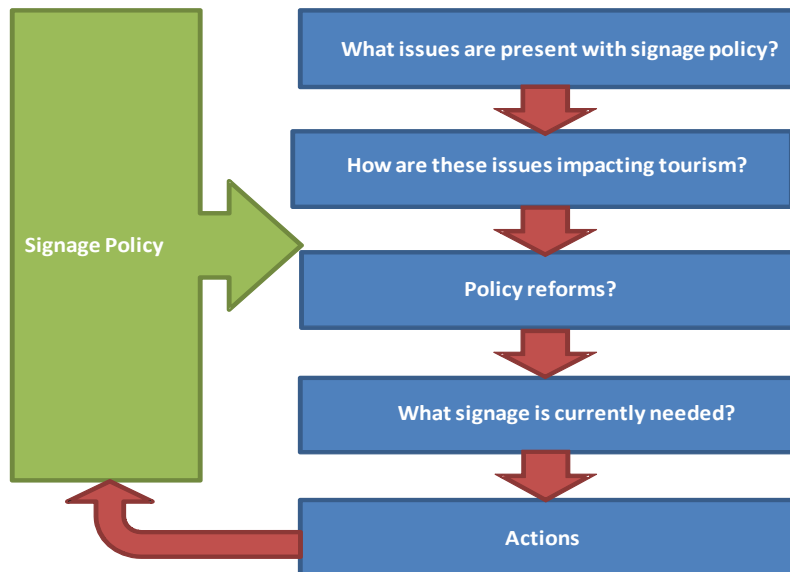 What issues are present with signage policy?
How are these issues impacting tourism?
Signage Policy
Policy reforms?
What signage is currently needed?
Actions